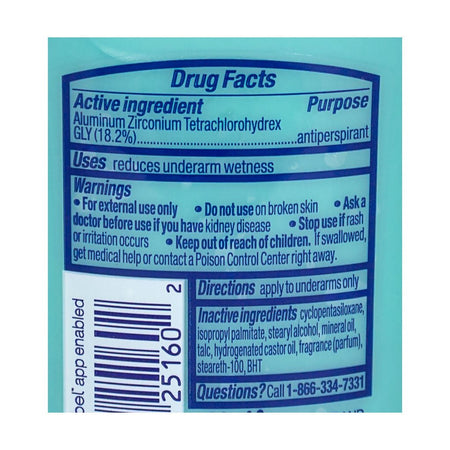 Drug Facts
Active ingredient Purpose
Aluminum Zirconium Tetrachlorohydrex
GLY (18.2%)..............................antiperspirant
Uses reduces underarm wetness
Warnings
• For external use only • Do not use on broken skin • Ask a
doctor before use if you have kidney disease • Stop use if rash
or irritation occurs • Keep out of reach of children. If swallowed,
get medical help or contact a Poison Control Center right away.
Directions apply to underarms only
Inactive ingredients cyclopentasiloxane,
isopropyl palmitate, stearyl alcohol, mineral oil,
talc, hydrogenated castor oil, fragrance (parfum),
steareth-100, BHT
Questions? Call 1-866-334-7331
app enabled
25160 2